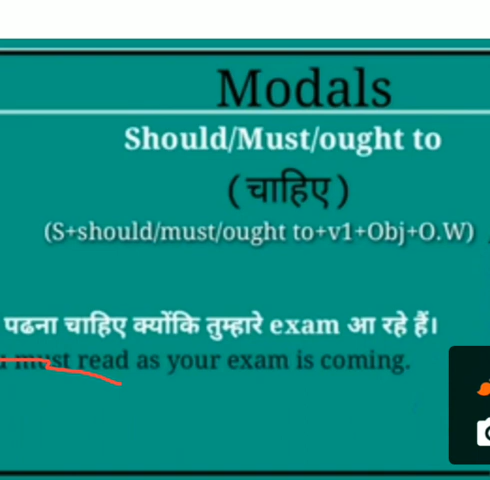 Modals
Should/Must/ought to
(चाहिए)
(S+should/must/ought to+v1+Obj+O.W)
पढना चाहिए क्योंकि तुम्हारे exam आ रहे हैं।
must read as your exam is coming.